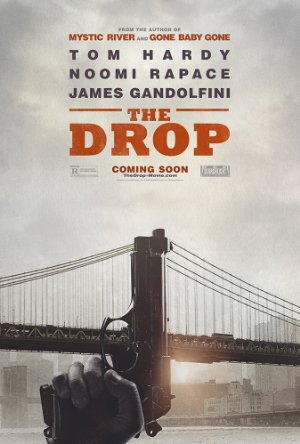 FROM THE AUTHOR OF
MYSTIC RIVER AND GONE BABY GONE
TOM HARDY
NOOMI RAPACE
JAMES GANDOLFINI
THE
DROP
R
COMING SOON
TheDrop-Movie.com